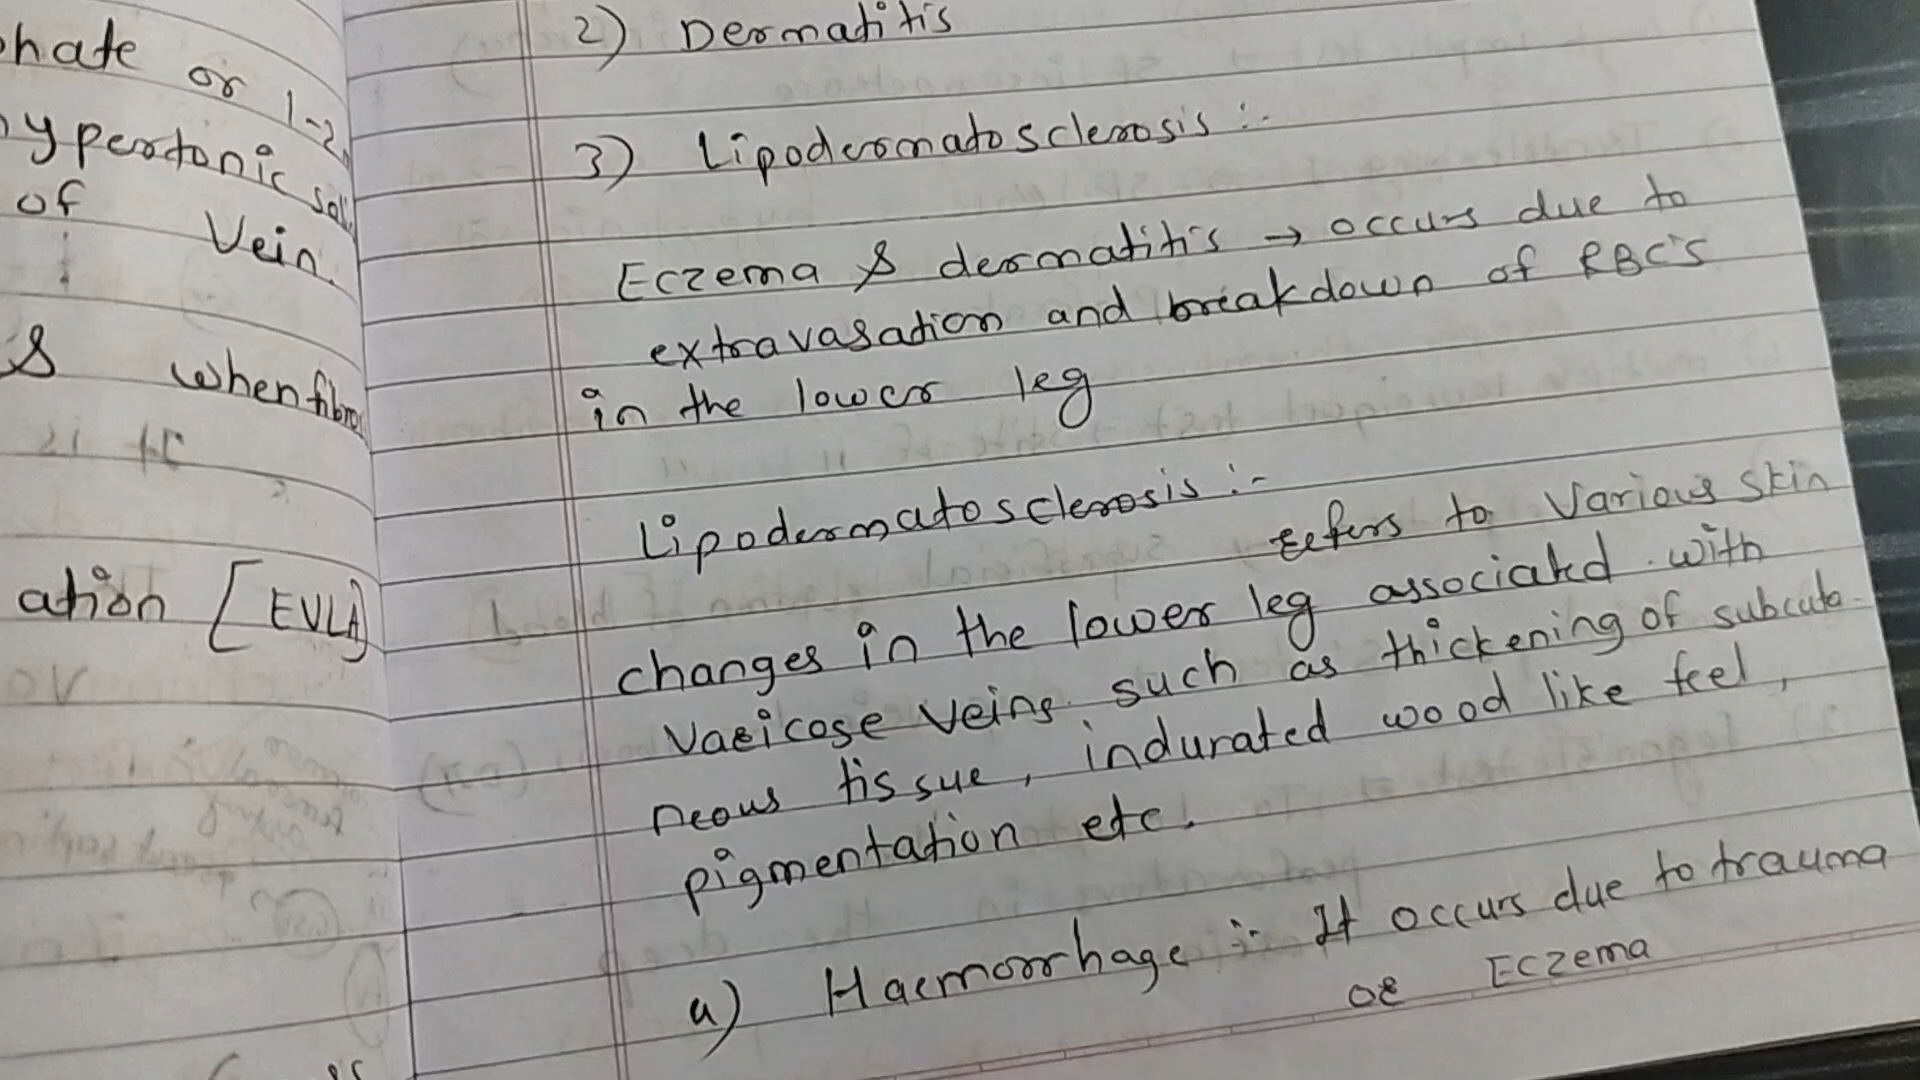 hate or 1-2
ypertonic sol
of Vein.
& when fibro
ation [EVLA]
2) Dermatitis
3) Lipodermatosclerosis :-
Eczema & dermatitis → occurs due to
extravasation and breakdown of RBC's
in the lower leg
Lipodermatosclerosis :-
refers to Various skin
changes in the lower leg associated with
Varicose Veins. such as thickening of subcuta-
neous tissue, indurated wood like feel,
pigmentation etc.
4) Haemorrhage :- It occurs due to trauma
or Eczema